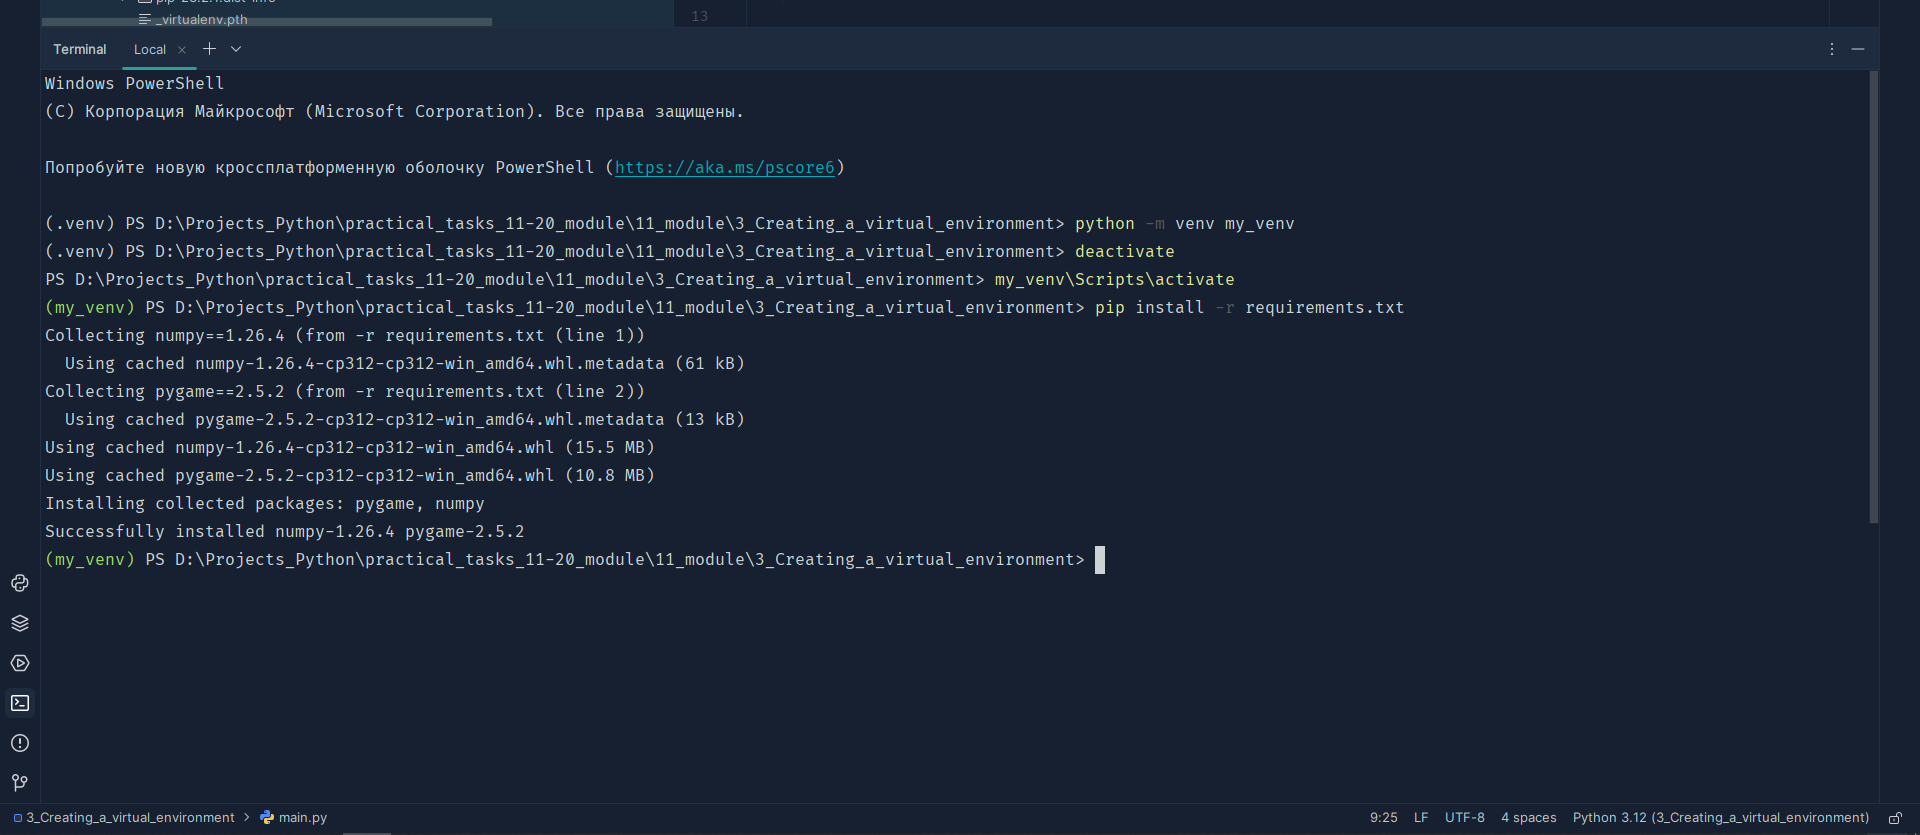 _virtualenv.pth
13
Terminal Local
Windows PowerShell
(C) Корпорация Майкрософт (Microsoft Corporation). Все права защищены.
Попробуйте новую кроссплатформенную оболочку PowerShell (https://aka.ms/pscore6)
(.venv) PS D:\Projects_Python\practical_tasks_11-20_module\11_module\3_Creating_a_virtual_environment> python -m venv my_venv
(.venv) PS D:\Projects_Python\practical_tasks_11-20_module\11_module\3_Creating_a_virtual_environment> deactivate
PS D:\Projects_Python\practical_tasks_11-20_module\11_module\3_Creating_a_virtual_environment> my_venv\Scripts\activate
(my_venv) PS D:\Projects_Python\practical_tasks_11-20_module\11_module\3_Creating_a_virtual_environment> pip install -r requirements.txt
Collecting numpy==1.26.4 (from -r requirements.txt (line 1))
  Using cached numpy-1.26.4-cp312-cp312-win_amd64.whl.metadata (61 kB)
Collecting pygame==2.5.2 (from -r requirements.txt (line 2))
  Using cached pygame-2.5.2-cp312-cp312-win_amd64.whl.metadata (13 kB)
Using cached numpy-1.26.4-cp312-cp312-win_amd64.whl (15.5 MB)
Using cached pygame-2.5.2-cp312-cp312-win_amd64.whl (10.8 MB)
Installing collected packages: pygame, numpy
Successfully installed numpy-1.26.4 pygame-2.5.2
(my_venv) PS D:\Projects_Python\practical_tasks_11-20_module\11_module\3_Creating_a_virtual_environment>
3_Creating_a_virtual_environment > main.py 9:25 LF UTF-8 4 spaces Python 3.12 (3_Creating_a_virtual_environment)